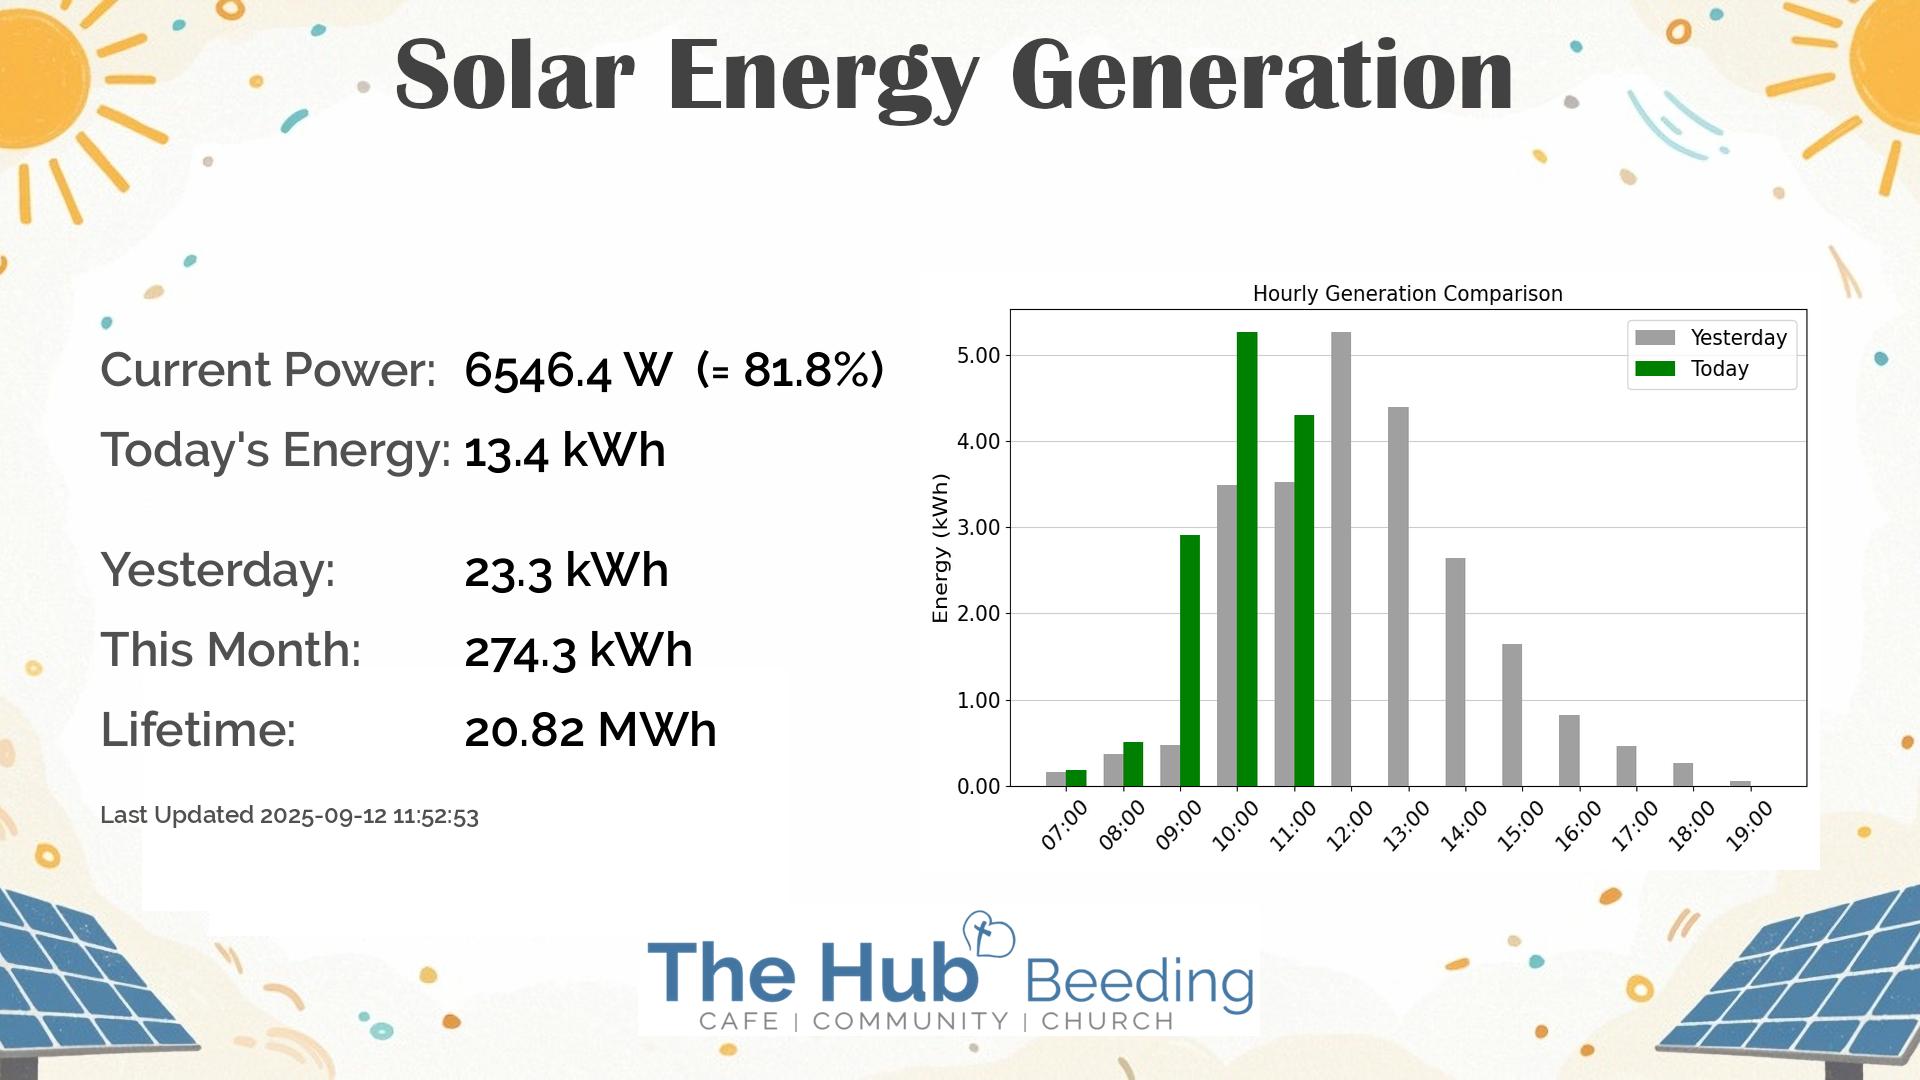 Solar Energy Generation
Current Power: 6546.4 W (= 81.8%)
Today's Energy: 13.4 kWh
Yesterday: 23.3 kWh
This Month: 274.3 kWh
Lifetime: 20.82 MWh
Last Updated 2025-09-12 11:52:53
Hourly Generation Comparison
Yesterday
Today
Energy (kWh)
5.00
4.00
3.00
2.00
1.00
0.00
07:00 08:00 09:00 10:00 11:00 12:00 13:00 14:00 15:00 16:00 17:00 18:00 19:00
The Hub Beeding
CAFE | COMMUNITY | CHURCH